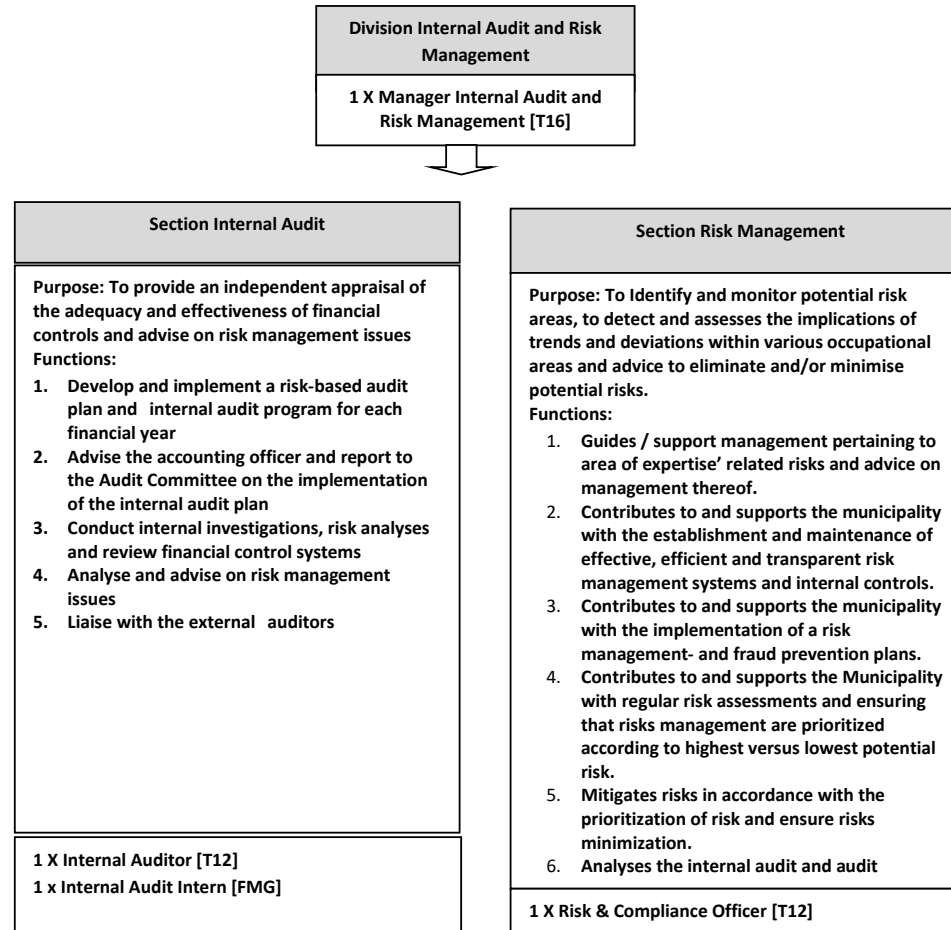 Division Internal Audit and Risk
Management
1 X Manager Internal Audit and
Risk Management [T16]
Section Internal Audit
Purpose: To provide an independent appraisal of
the adequacy and effectiveness of financial
controls and advise on risk management issues
Functions:
1. Develop and implement a risk-based audit
plan and internal audit program for each
financial year
2. Advise the accounting officer and report to
the Audit Committee on the implementation
of the internal audit plan
3. Conduct internal investigations, risk analyses
and review financial control systems
4. Analyse and advise on risk management
issues
5. Liaise with the external auditors
1 X Internal Auditor [T12]
1 x Internal Audit Intern [FMG]
Section Risk Management
Purpose: To Identify and monitor potential risk
areas, to detect and assesses the implications of
trends and deviations within various occupational
areas and advice to eliminate and/or minimise
potential risks.
Functions:
1. Guides / support management pertaining to
area of expertise’ related risks and advice on
management thereof.
2. Contributes to and supports the municipality
with the establishment and maintenance of
effective, efficient and transparent risk
management systems and internal controls.
3. Contributes to and supports the municipality
with the implementation of a risk
management- and fraud prevention plans.
4. Contributes to and supports the Municipality
with regular risk assessments and ensuring
that risks management are prioritized
according to highest versus lowest potential
risk.
5. Mitigates risks in accordance with the
prioritization of risk and ensure risks
minimization.
6. Analyses the internal audit and audit
1 X Risk & Compliance Officer [T12]